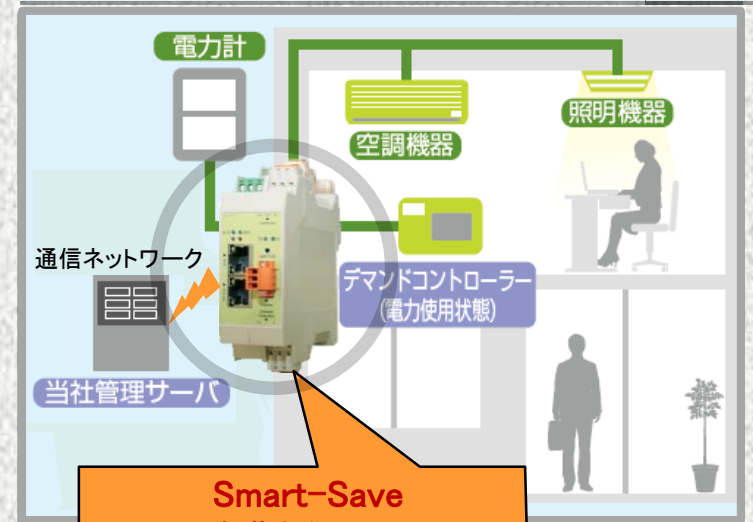 電力計
空調機器
照明機器
通信ネットワーク
デマンドコントローラー
(電力使用状態)
当社管理サーバ
Smart-Save